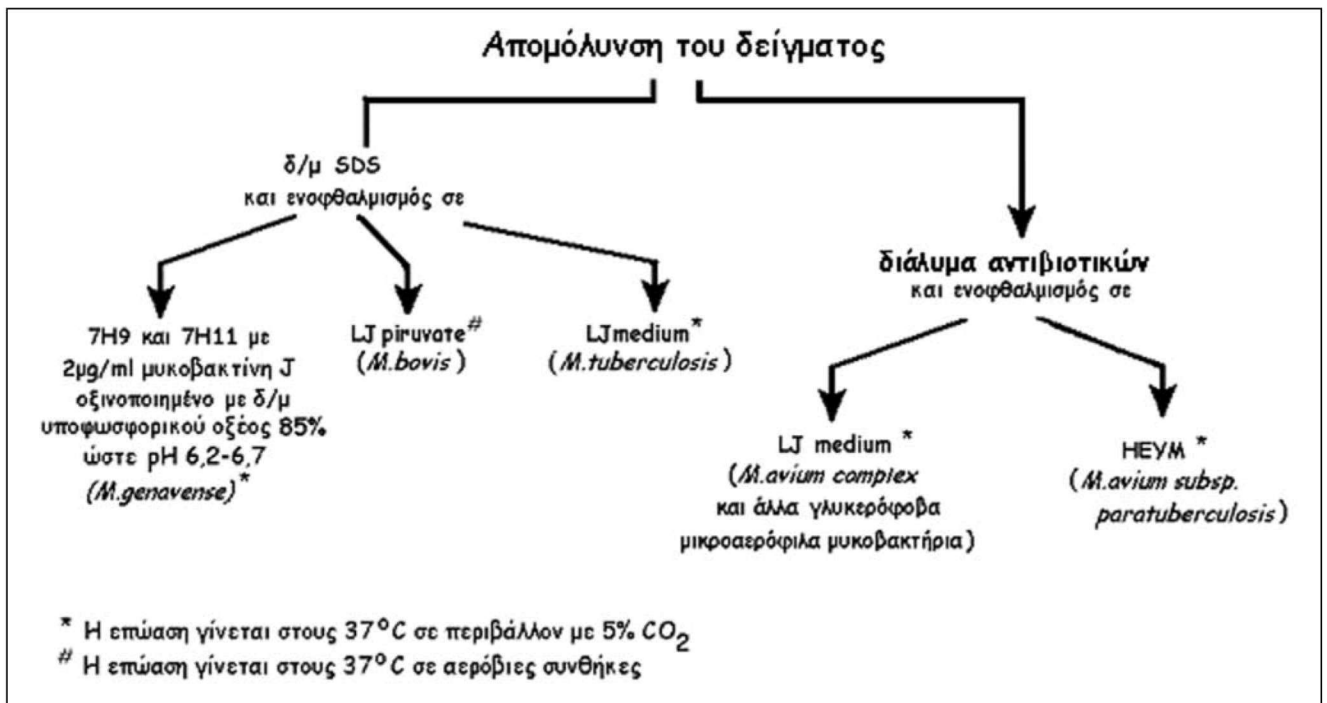 Απομόλυνση του δείγματος
δ/μ SDS
και ενοφθαλμισμός σε
7H9 και 7H11 με
2μg/ml μυκοβακτίνη J
οξινοποιημένο με δ/μ
υποφωσφορικού οξέος 85%
ώστε pH 6,2-6,7
(M.genavense)*
LJ piruvate#
(M.bovis)
LJmedium*
(M.tuberculosis)
διάλυμα αντιβιοτικών
και ενοφθαλμισμός σε
LJ medium *
(M.avium complex
και άλλα γλυκερόφοβα
μικροαερόφιλα μυκοβακτήρια)
HEYM *
(M.avium subsp.
paratuberculosis)
* Η επώαση γίνεται στους 37°C σε περιβάλλον με 5% CO₂
# Η επώαση γίνεται στους 37°C σε αερόβιες συνθήκες